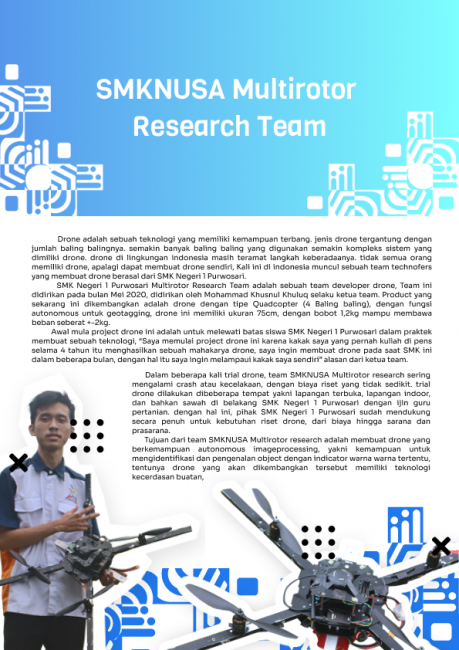 SMKNUSA Multirotor
Research Team
Drone adalah sebuah teknologi yang memiliki kemampuan terbang. jenis drone tergantung dengan
jumlah baling balingnya. semakin banyak baling baling yang digunakan semakin kompleks sistem yang
dimiliki drone. drone di lingkungan indonesia masih teramat langkah keberadaanya. tidak semua orang
memiliki drone, apalagi dapat membuat drone sendiri, Kali ini di Indonesia muncul sebuah team technofers
yang membuat drone berasal dari SMK Negeri 1 Purwosari.
SMK Negeri 1 Purwosari Multirotor Research Team adalah sebuah team developer drone, Team ini
didirikan pada bulan Mei 2020, didirikan oleh Mohammad Khusnul Khuluq selaku ketua team. Product yang
sekarang ini dikembangkan adalah drone dengan tipe Quadcopter (4 Baling baling), dengan fungsi
autonomous untuk geotagging, drone ini memiliki ukuran 75cm, dengan bobot 1,2kg mampu membawa
beban seberat +-2kg.
Awal mula project drone ini adalah untuk melewati batas siswa SMK Negeri 1 Purwosari dalam praktek
membuat sebuah teknologi, "Saya memulai project drone ini karena kakak saya yang pernah kuliah di pens
selama 4 tahun itu menghasilkan sebuah mahakarya drone, saya ingin membuat drone pada saat SMK ini
dalam beberapa bulan, dengan hal itu saya ingin melampaui kakak saya sendiri" alasan dari ketua team.
Dalam beberapa kali trial drone, team SMKNUSA Multirotor research sering
mengalami crash atau kecelakaan, dengan biaya riset yang tidak sedikit. trial
drone dilakukan dibeberapa tempat yakni lapangan terbuka, lapangan indoor,
dan bahkan sawah di belakang SMK Negeri 1 Purwosari dengan ijin guru
pertanian. dengan hal ini, pihak SMK Negeri 1 Purwosari sudah mendukung
secara penuh untuk kebutuhan riset drone, dari biaya hingga sarana dan
prasarana.
Tujuan dari team SMKNUSA Multirotor research adalah membuat drone yang
berkemampuan autonomous imageprocessing, yakni kemampuan untuk
mengidentifikasi dan pengenalan object dengan indicator warna warna tertentu,
tentunya drone yang akan dikembangkan tersebut memiliki teknologi
kecerdasan buatan,